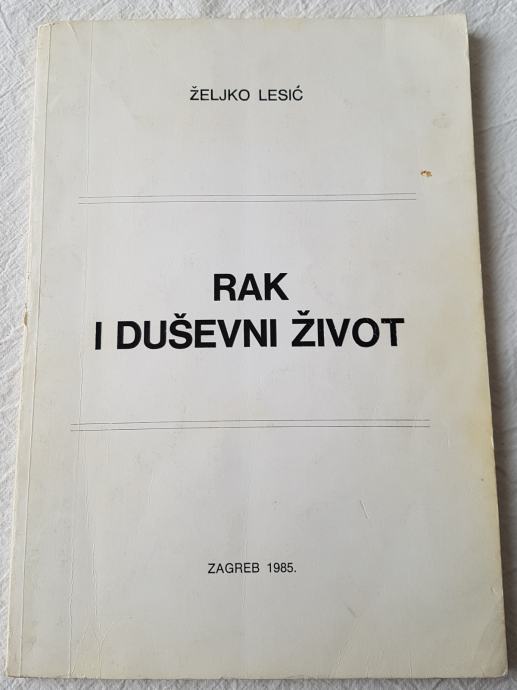 ŽELJKO LESIĆ
RAK
I DUŠEVNI ŽIVOT
ZAGREB 1985.